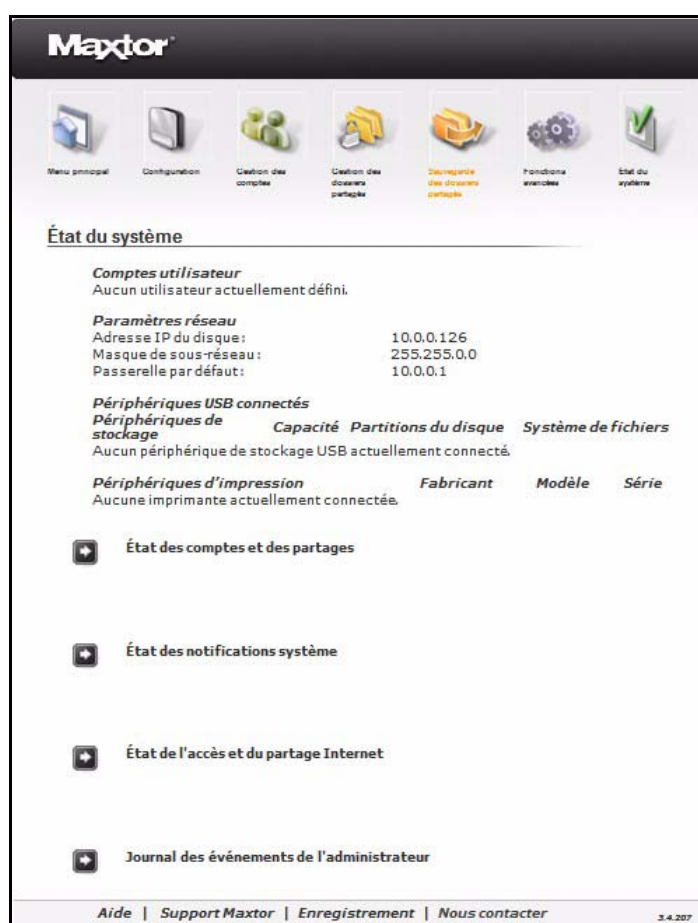 Maxtor
Menu principal
Configuration
Gestion des
comptes
Gestion des
dossiers
partagés
Sauvegarde
des dossiers
partagés
Fonctions
avancées
État du
système
État du système
Comptes utilisateur
Aucun utilisateur actuellement défini.
Paramètres réseau
Adresse IP du disque : 10.0.0.126
Masque de sous-réseau : 255.255.0.0
Passerelle par défaut : 10.0.0.1
Périphériques USB connectés
Périphériques de
stockage Capacité Partitions du disque Système de fichiers
Aucun périphérique de stockage USB actuellement connecté.
Périphériques d'impression Fabricant Modèle Série
Aucune imprimante actuellement connectée.
État des comptes et des partages
État des notifications système
État de l'accès et du partage Internet
Journal des événements de l'administrateur
Aide | Support Maxtor | Enregistrement | Nous contacter 3.4.207